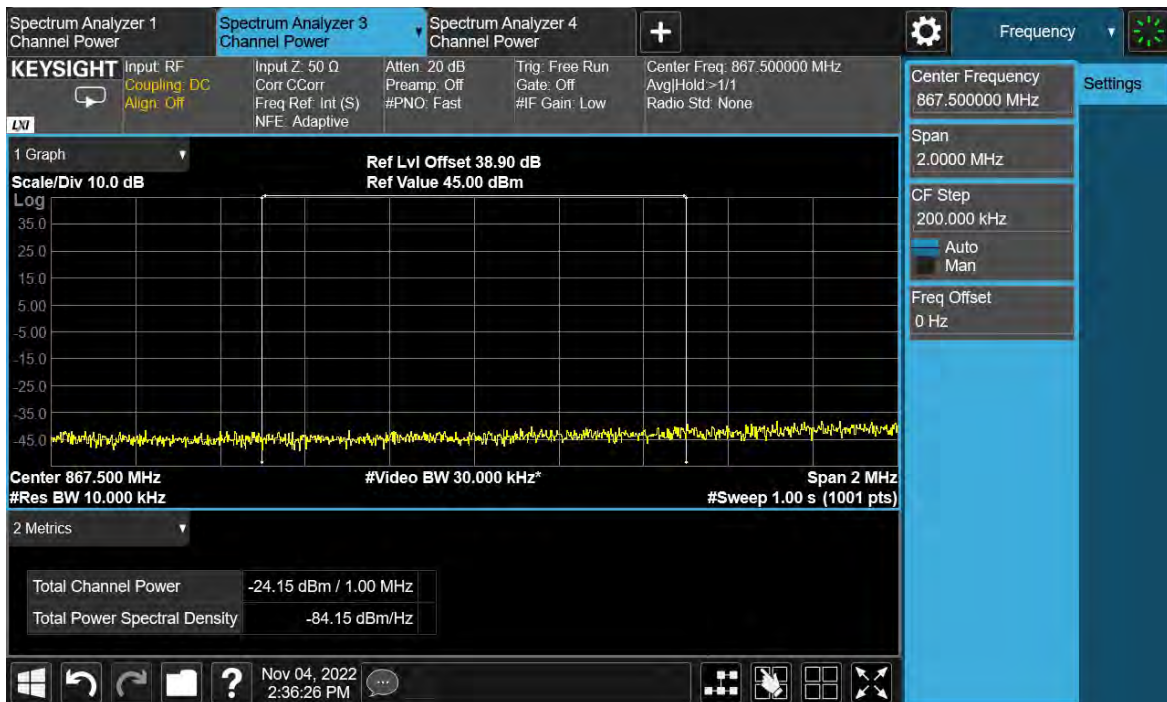 Spectrum Analyzer 1
Channel Power
Spectrum Analyzer 3
Channel Power
Spectrum Analyzer 4
Channel Power
+
Frequency
KEYSIGHT
LXI
Input: RF
Coupling: DC
Align: Off
Input Z: 50 Ω
Corr CCorr
Freq Ref: Int (S)
NFE: Adaptive
Atten: 20 dB
Preamp: Off
#PNO: Fast
Trig: Free Run
Gate: Off
#IF Gain: Low
Center Freq: 867.500000 MHz
Avg|Hold:>1/1
Radio Std: None
Center Frequency
867.500000 MHz
Settings
Span
2.0000 MHz
CF Step
200.000 kHz
Auto
Man
Freq Offset
0 Hz
1 Graph
Scale/Div 10.0 dB
Ref Lvl Offset 38.90 dB
Ref Value 45.00 dBm
Log
35.0
25.0
15.0
5.00
-5.00
-15.0
-25.0
-35.0
-45.0
Center 867.500 MHz
#Video BW 30.000 kHz*
Span 2 MHz
#Res BW 10.000 kHz
#Sweep 1.00 s (1001 pts)
2 Metrics
Total Channel Power -24.15 dBm / 1.00 MHz
Total Power Spectral Density -84.15 dBm/Hz
?
Nov 04, 2022
2:36:26 PM